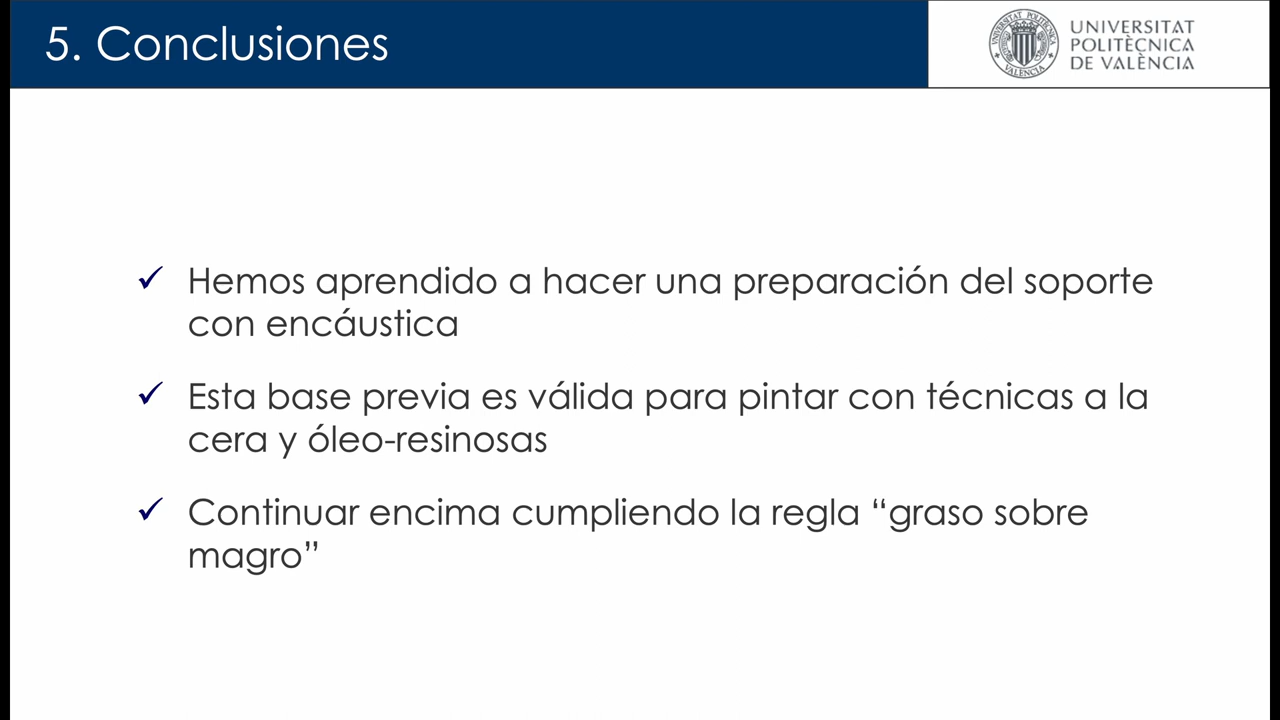 5. Conclusiones
UNIVERSITAT
POLITÈCNICA
DE VALÈNCIA
Hemos aprendido a hacer una preparación del soporte
con encáustica
Esta base previa es válida para pintar con técnicas a la
cera y óleo-resinosas
Continuar encima cumpliendo la regla “graso sobre
magro”